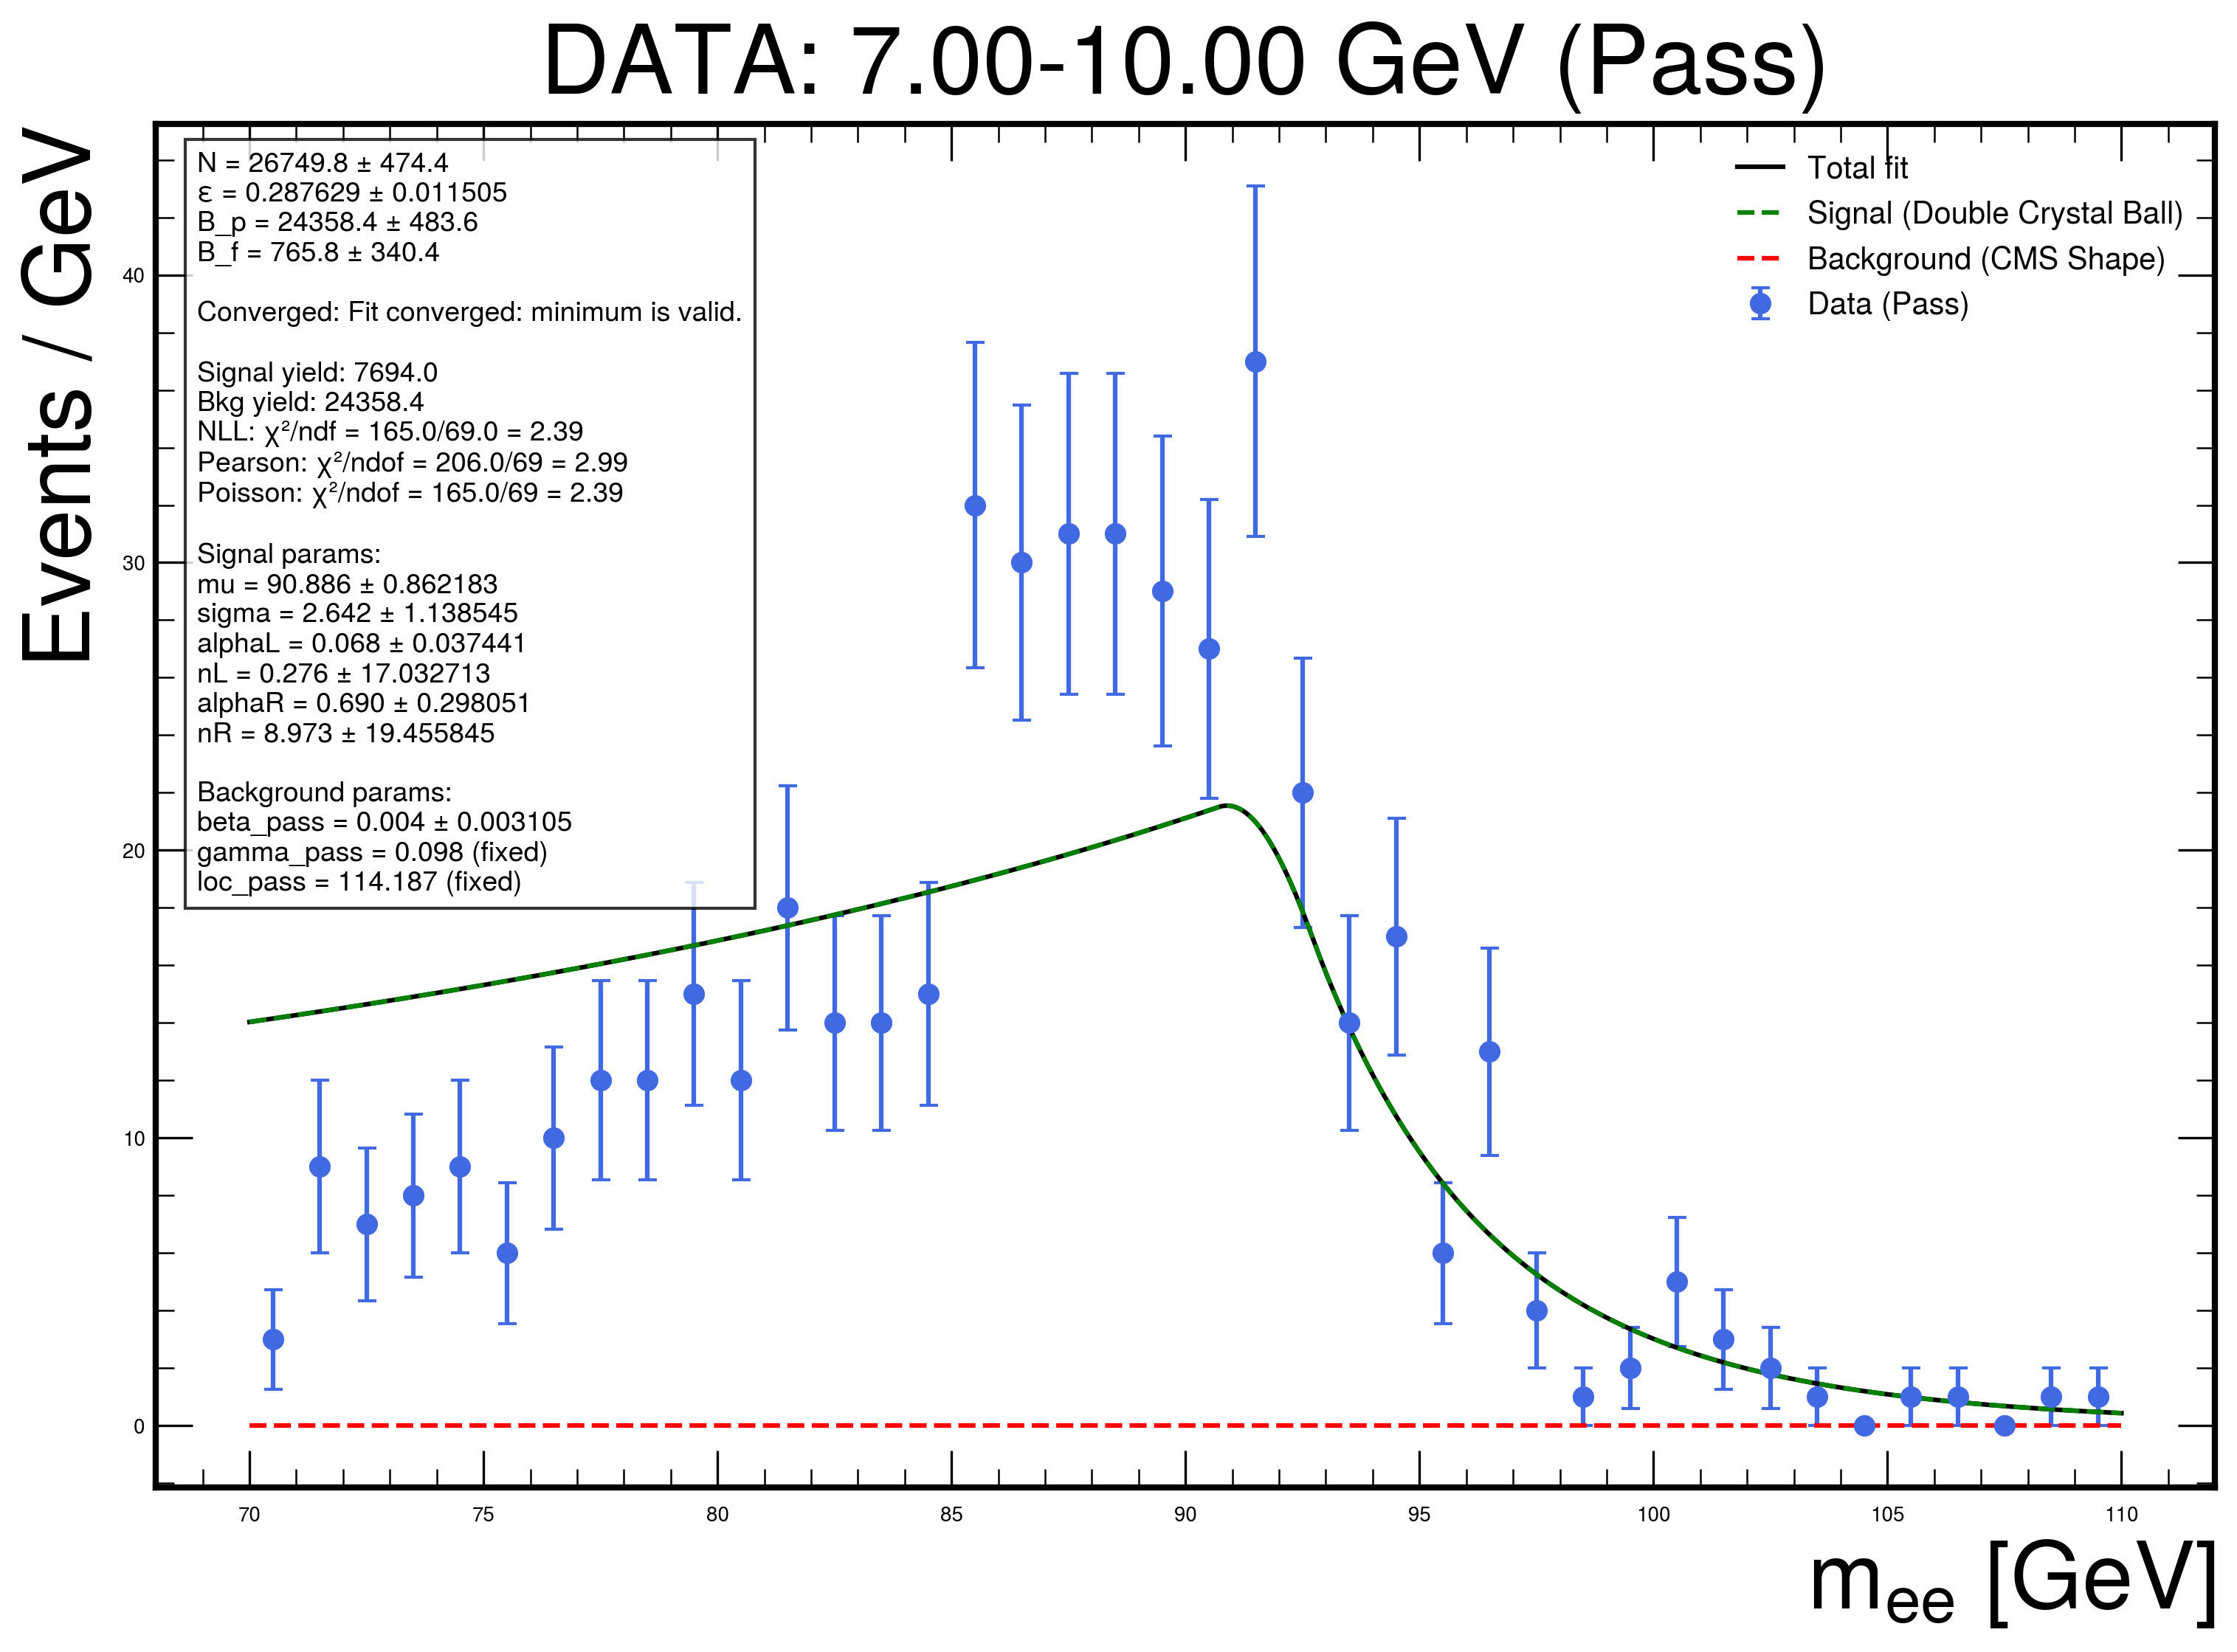 DATA: 7.00-10.00 GeV (Pass)
Events / GeV
N = 26749.8 ± 474.4
ε = 0.287629 ± 0.011505
B_p = 24358.4 ± 483.6
B_f = 765.8 ± 340.4
Converged: Fit converged: minimum is valid.
Signal yield: 7694.0
Bkg yield: 24358.4
NLL: χ²/ndf = 165.0/69.0 = 2.39
Pearson: χ²/ndof = 206.0/69 = 2.99
Poisson: χ²/ndof = 165.0/69 = 2.39
Signal params:
mu = 90.886 ± 0.862183
sigma = 2.642 ± 1.138545
alphaL = 0.068 ± 0.037441
nL = 0.276 ± 17.032713
alphaR = 0.690 ± 0.298051
nR = 8.973 ± 19.455845
Background params:
beta_pass = 0.004 ± 0.003105
gamma_pass = 0.098 (fixed)
loc_pass = 114.187 (fixed)
Total fit
Signal (Double Crystal Ball)
Background (CMS Shape)
Data (Pass)
40
30
20
10
0
70 75 80 85 90 95 100 105 110
m_ee [GeV]